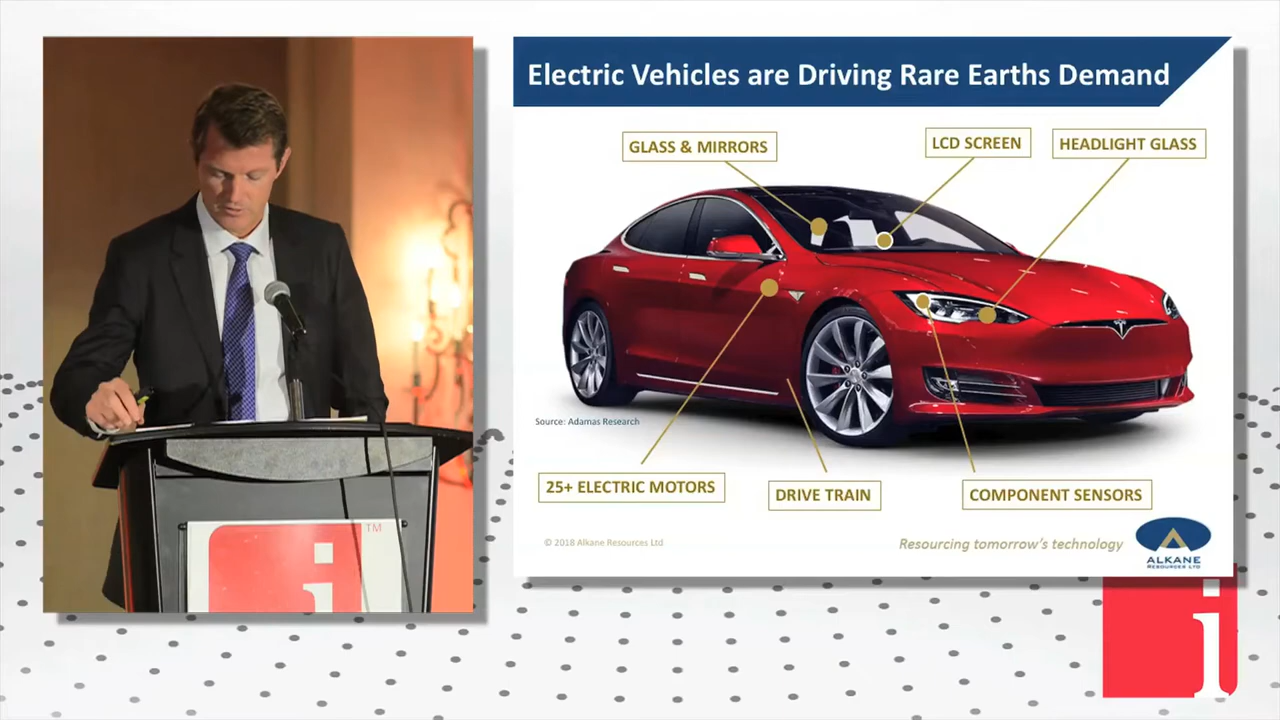 Electric Vehicles are Driving Rare Earths Demand
GLASS & MIRRORS
LCD SCREEN
HEADLIGHT GLASS
Source: Adamas Research
25+ ELECTRIC MOTORS
DRIVE TRAIN
COMPONENT SENSORS
© 2018 Alkane Resources Ltd
Resourcing tomorrow's technology
ALKANE
RESOURCES LTD
i
TM
i